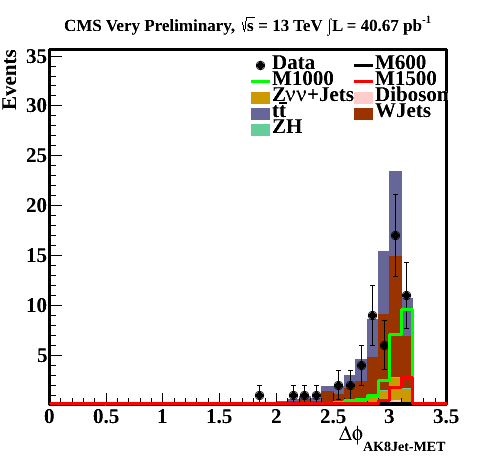 CMS Very Preliminary, √s = 13 TeV ∫L = 40.67 pb⁻¹
Events
35
30
25
20
15
10
5
Data
M600
M1000
M1500
Zνν+Jets
Diboson
tt̄
WJets
ZH
0 0.5 1 1.5 2 2.5 3 3.5
Δϕ AK8Jet-MET